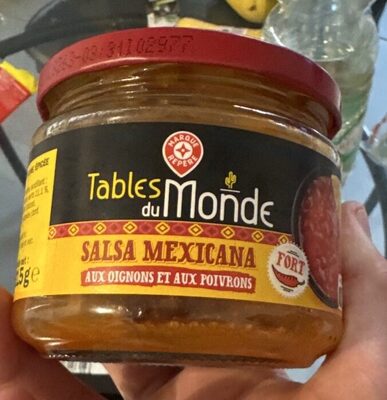 MARQUE
REPÈRE
Tables
du Monde
SALSA MEXICANA
AUX OIGNONS ET AUX POIVRONS
FORT